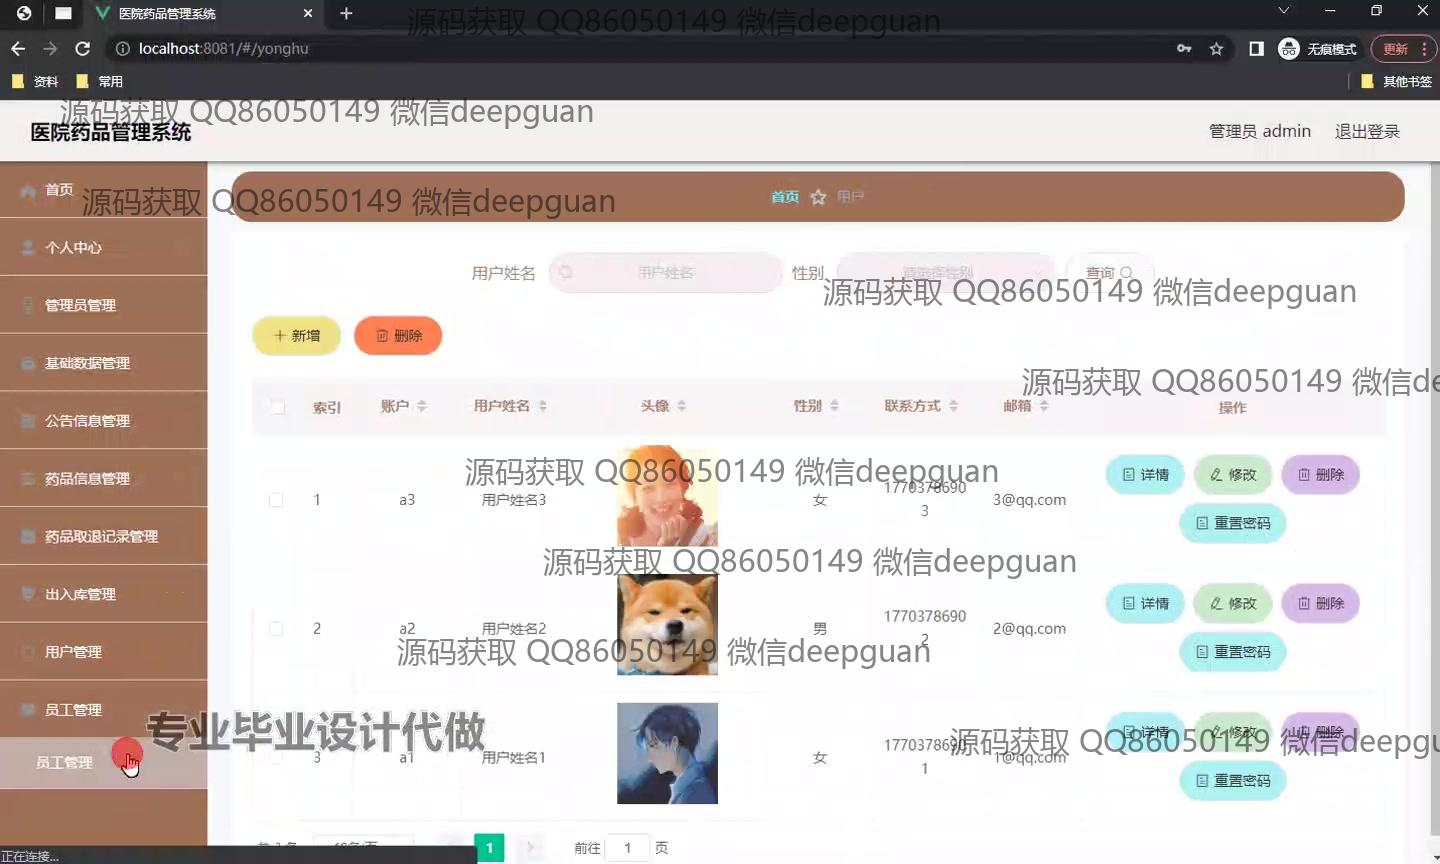 医院药品管理系统
源码获取 QQ86050149 微信deepguan
localhost:8081/#/yonghu
无痕模式
更新
资料
常用
其他书签
源码获取 QQ86050149 微信deepguan
医院药品管理系统
管理员 admin
退出登录
首页
个人中心
管理员管理
基础数据管理
公告信息管理
药品信息管理
药品取退记录管理
出入库管理
用户管理
员工管理
员工管理
源码获取 QQ86050149 微信deepguan
首页 用户
用户姓名 用户姓名 性别 请选择性别 查询
源码获取 QQ86050149 微信deepguan
新增 删除
源码获取 QQ86050149 微信de
索引 账户 用户姓名 头像 性别 联系方式 邮箱 操作
源码获取 QQ86050149 微信deepguan
1 a3 用户姓名3 女 17703786903 3@qq.com 详情 修改 删除
重置密码
源码获取 QQ86050149 微信deepguan
2 a2 用户姓名2 男 17703786902 2@qq.com 详情 修改 删除
重置密码
源码获取 QQ86050149 微信deepguan
专业毕业设计代做
源码获取 QQ86050149 微信deepgu
3 a1 用户姓名1 女 17703786901 1@qq.com 详情 修改 删除
重置密码
1 前往 1 页
正在连接...